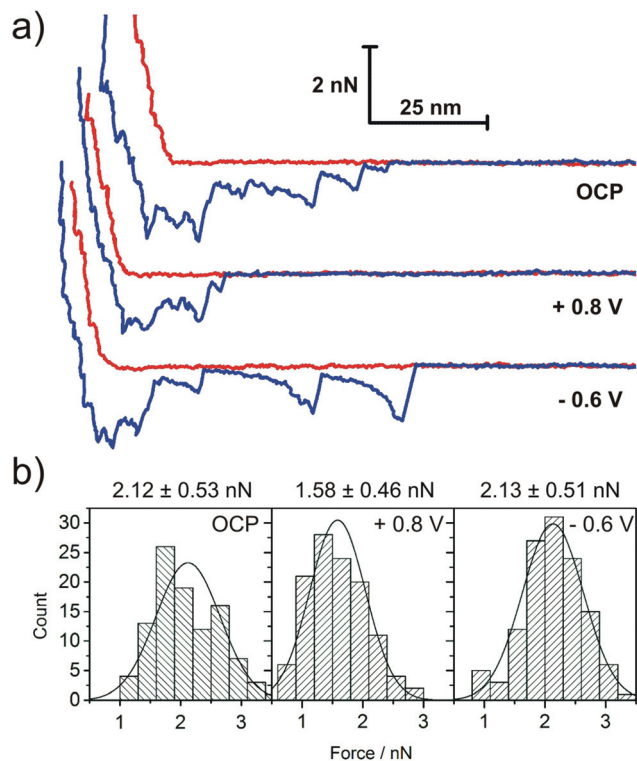 a)
2 nN
25 nm
OCP
+ 0.8 V
- 0.6 V
b)
2.12 ± 0.53 nN 1.58 ± 0.46 nN 2.13 ± 0.51 nN
OCP + 0.8 V - 0.6 V
30
25
20
15
10
5
0
Count
1 2 3 1 2 3 1 2 3
Force / nN